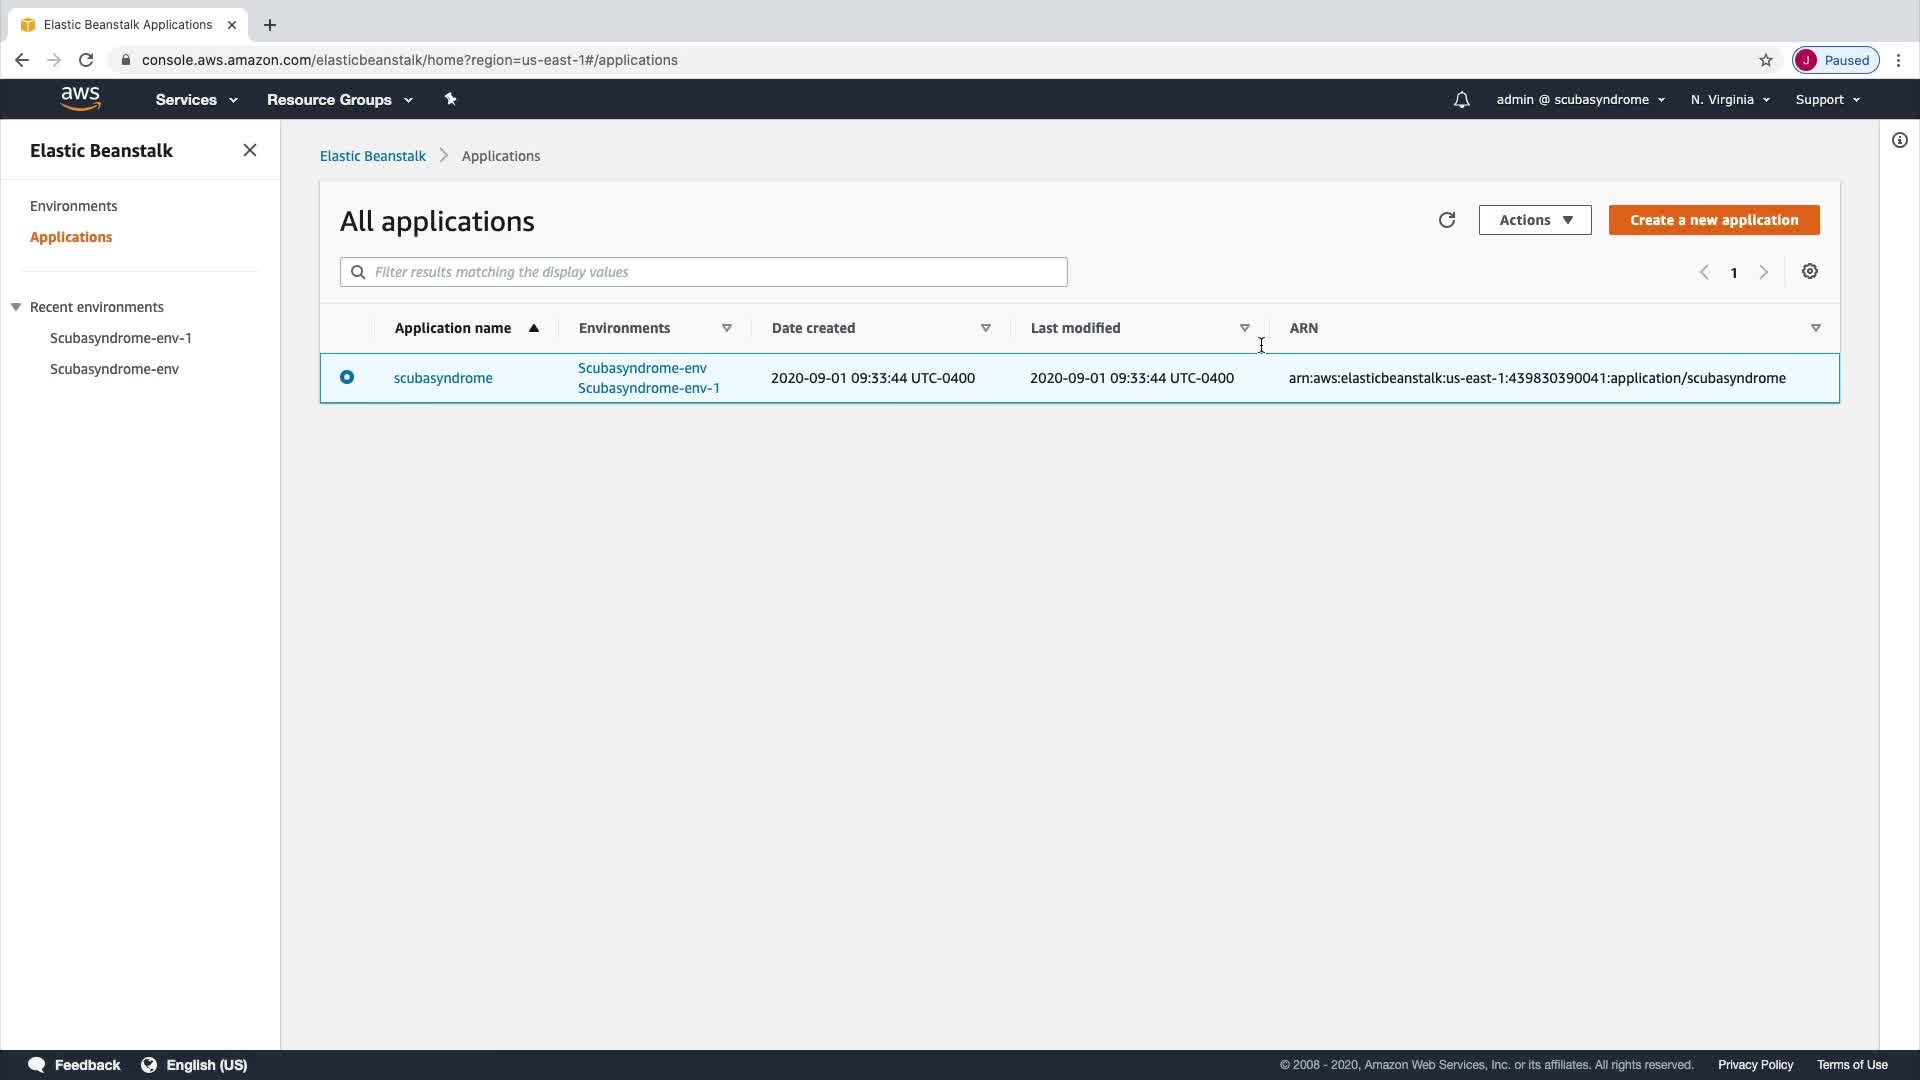 Elastic Beanstalk Applications
console.aws.amazon.com/elasticbeanstalk/home?region=us-east-1#/applications
J Paused
aws Services Resource Groups admin @ scubasyndrome N. Virginia Support
Elastic Beanstalk
Environments
Applications
Recent environments
Scubasyndrome-env-1
Scubasyndrome-env
Elastic Beanstalk Applications
All applications
Actions Create a new application
Filter results matching the display values
1
Application name Environments Date created Last modified ARN
scubasyndrome Scubasyndrome-env 2020-09-01 09:33:44 UTC-0400 2020-09-01 09:33:44 UTC-0400 arn:aws:elasticbeanstalk:us-east-1:439830390041:application/scubasyndrome
Scubasyndrome-env-1
Feedback English (US) © 2008 - 2020, Amazon Web Services, Inc. or its affiliates. All rights reserved. Privacy Policy Terms of Use